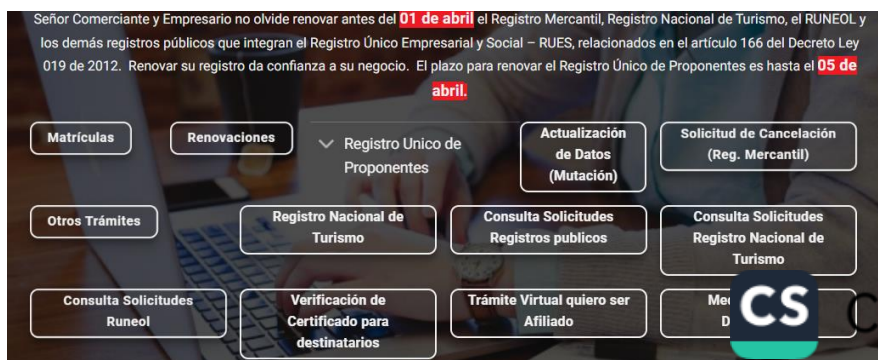 Señor Comerciante y Empresario no olvide renovar antes del 01 de abril el Registro Mercantil, Registro Nacional de Turismo, el RUNEOL y
los demás registros públicos que integran el Registro Único Empresarial y Social – RUES, relacionados en el artículo 166 del Decreto Ley
019 de 2012. Renovar su registro da confianza a su negocio. El plazo para renovar el Registro Único de Proponentes es hasta el 05 de
abril.
Matrículas
Renovaciones
Registro Unico de
Proponentes
Actualización
de Datos
(Mutación)
Solicitud de Cancelación
(Reg. Mercantil)
Otros Trámites
Registro Nacional de
Turismo
Consulta Solicitudes
Registros publicos
Consulta Solicitudes
Registro Nacional de
Turismo
Consulta Solicitudes
Runeol
Verificación de
Certificado para
destinatarios
Trámite Virtual quiero ser
Afiliado
CS